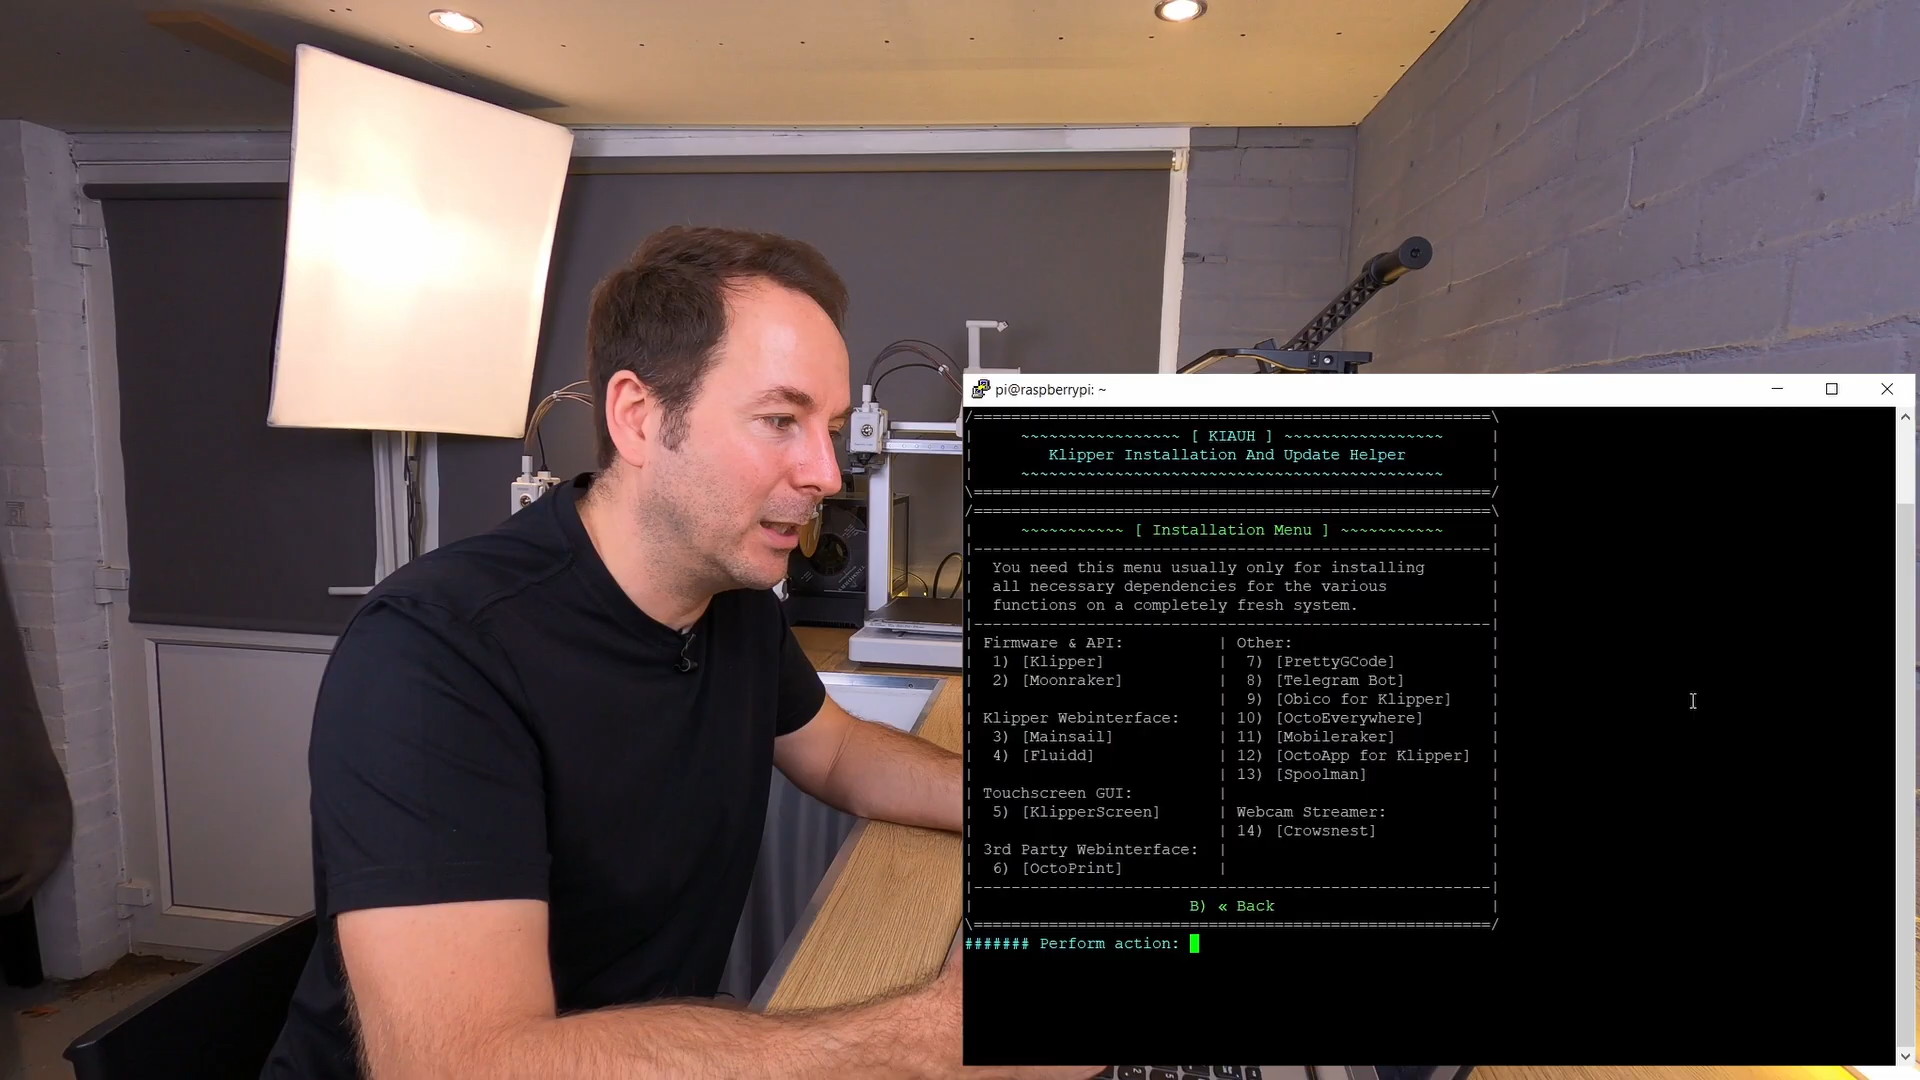 pi@raspberrypi: ~
/=======================================================\
| ~~~~~~~~~~~~~~~~~ [ KIAUH ] ~~~~~~~~~~~~~~~~~ |
| Klipper Installation And Update Helper |
| ~~~~~~~~~~~~~~~~~~~~~~~~~~~~~~~~~~~~~~~~~~~~~ |
\=======================================================/
/=======================================================\
| ~~~~~~~~~~~ [ Installation Menu ] ~~~~~~~~~~~ |
|-------------------------------------------------------|
| You need this menu usually only for installing |
| all necessary dependencies for the various |
| functions on a completely fresh system. |
|-------------------------------------------------------|
| Firmware & API: | Other: |
| 1) [Klipper] | 7) [PrettyGCode] |
| 2) [Moonraker] | 8) [Telegram Bot] |
| | 9) [Obico for Klipper] |
| Klipper Webinterface: | 10) [OctoEverywhere] |
| 3) [Mainsail] | 11) [Mobileraker] |
| 4) [Fluidd] | 12) [OctoApp for Klipper] |
| | 13) [Spoolman] |
| Touchscreen GUI: | |
| 5) [KlipperScreen] | Webcam Streamer: |
| | 14) [Crowsnest] |
| 3rd Party Webinterface: | |
| 6) [OctoPrint] | |
|-------------------------------------------------------|
| B) « Back |
\=======================================================/
####### Perform action: